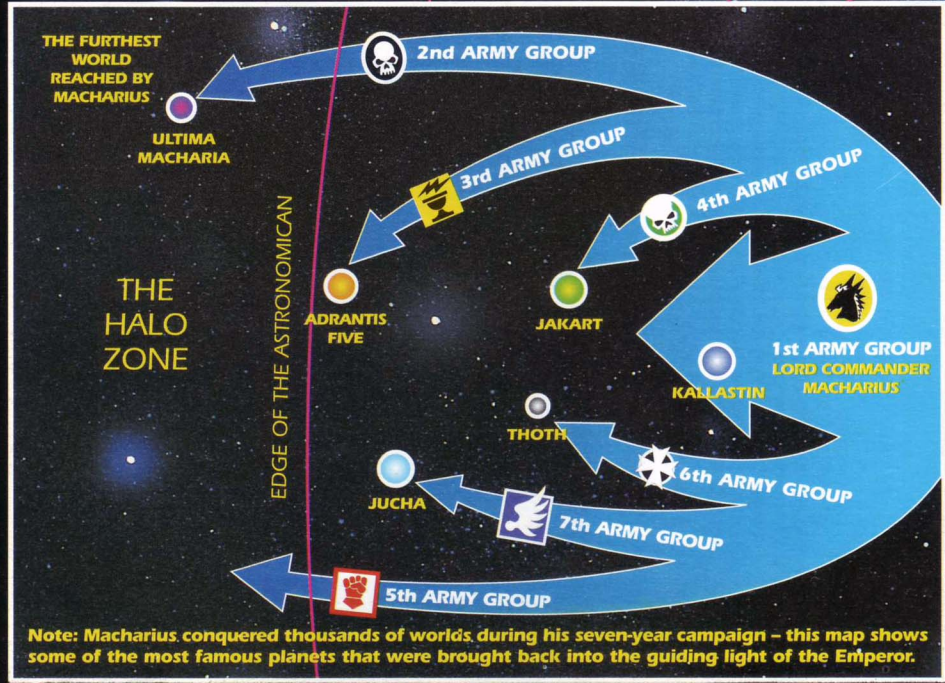 THE FURTHEST
WORLD
REACHED BY
MACHARIUS
ULTIMA
MACHARIA
2nd ARMY GROUP
3rd ARMY GROUP
4th ARMY GROUP
THE
HALO
ZONE
EDGE OF THE ASTRONOMICAN
ADRANTIS
FIVE
JAKART
1st ARMY GROUP
LORD COMMANDER
MACHARIUS
KALLASTIN
THOTH
6th ARMY GROUP
JUCHA
7th ARMY GROUP
5th ARMY GROUP
Note: Macharius conquered thousands of worlds during his seven-year campaign – this map shows
some of the most famous planets that were brought back into the guiding light of the Emperor.